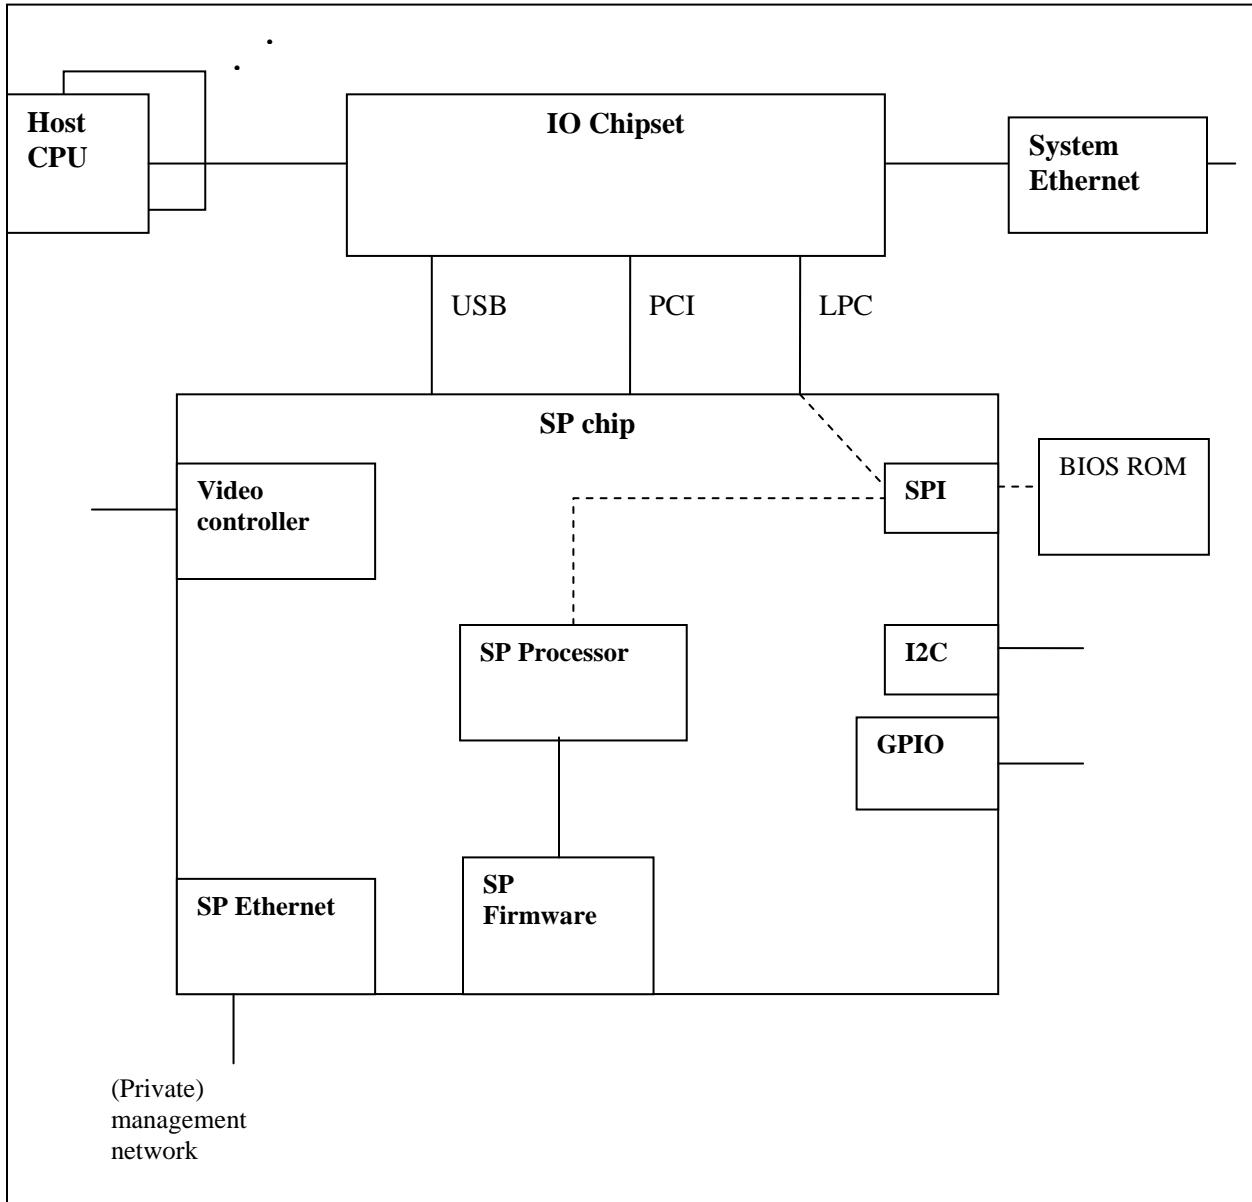 Host
CPU
IO Chipset
System
Ethernet
USB
PCI
LPC
SP chip
Video
controller
SPI
BIOS ROM
SP Processor
I2C
GPIO
SP Ethernet
SP
Firmware
(Private)
management
network